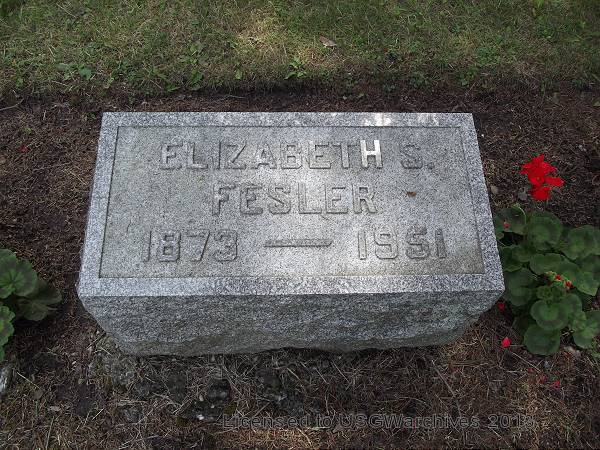 ELIZABETH S.
FESLER
1873 — 1951
Licensed to USGWarchives 2013